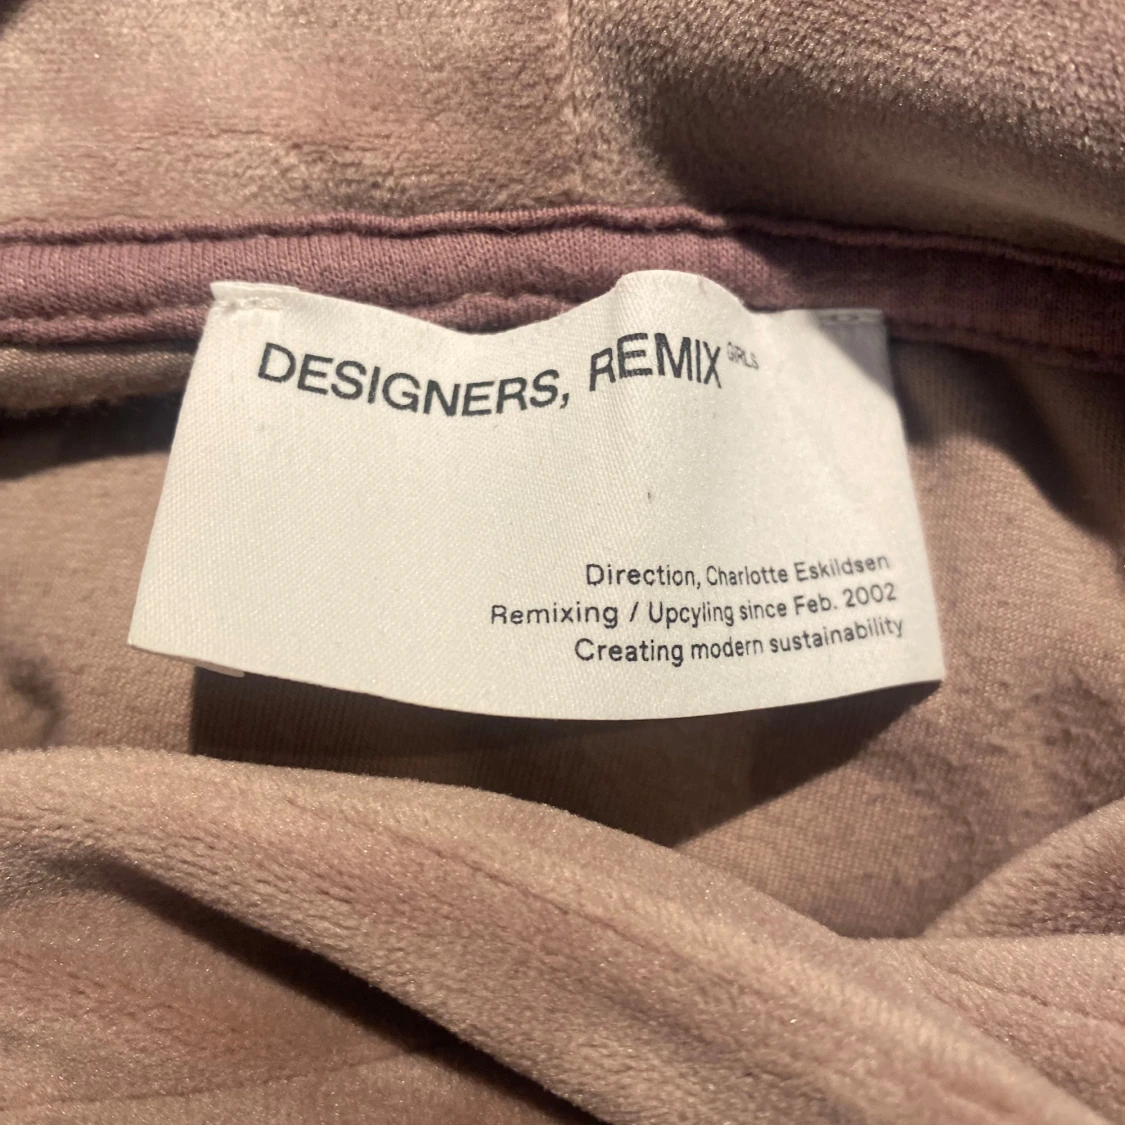 DESIGNERS, REMIX GIRLS
Direction, Charlotte Eskildsen
Remixing / Upcyling since Feb. 2002
Creating modern sustainability